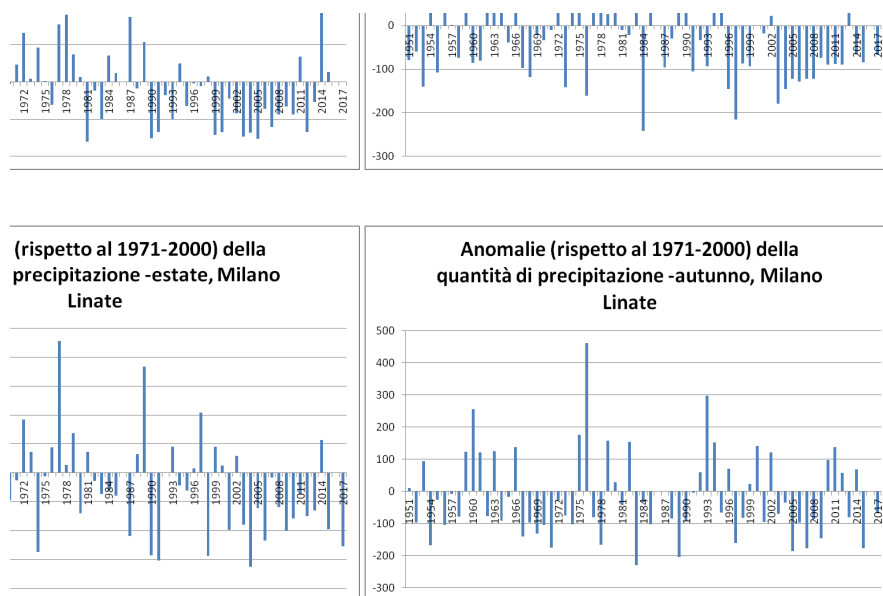 1972 1975 1978 1981 1984 1987 1990 1993 1996 1999 2002 2005 2008 2011 2014 2017
0
1951 1954 1957 1960 1963 1966 1969 1972 1975 1978 1981 1984 1987 1990 1993 1996 1999 2002 2005 2008 2011 2014 2017
-100
-200
-300
(rispetto al 1971-2000) della
precipitazione -estate, Milano
Linate
1972 1975 1978 1981 1984 1987 1990 1993 1996 1999 2002 2005 2008 2011 2014 2017
Anomalie (rispetto al 1971-2000) della
quantità di precipitazione -autunno, Milano
Linate
500
400
300
200
100
0
1951 1954 1957 1960 1963 1966 1969 1972 1975 1978 1981 1984 1987 1990 1993 1996 1999 2002 2005 2008 2011 2014 2017
-100
-200
-300